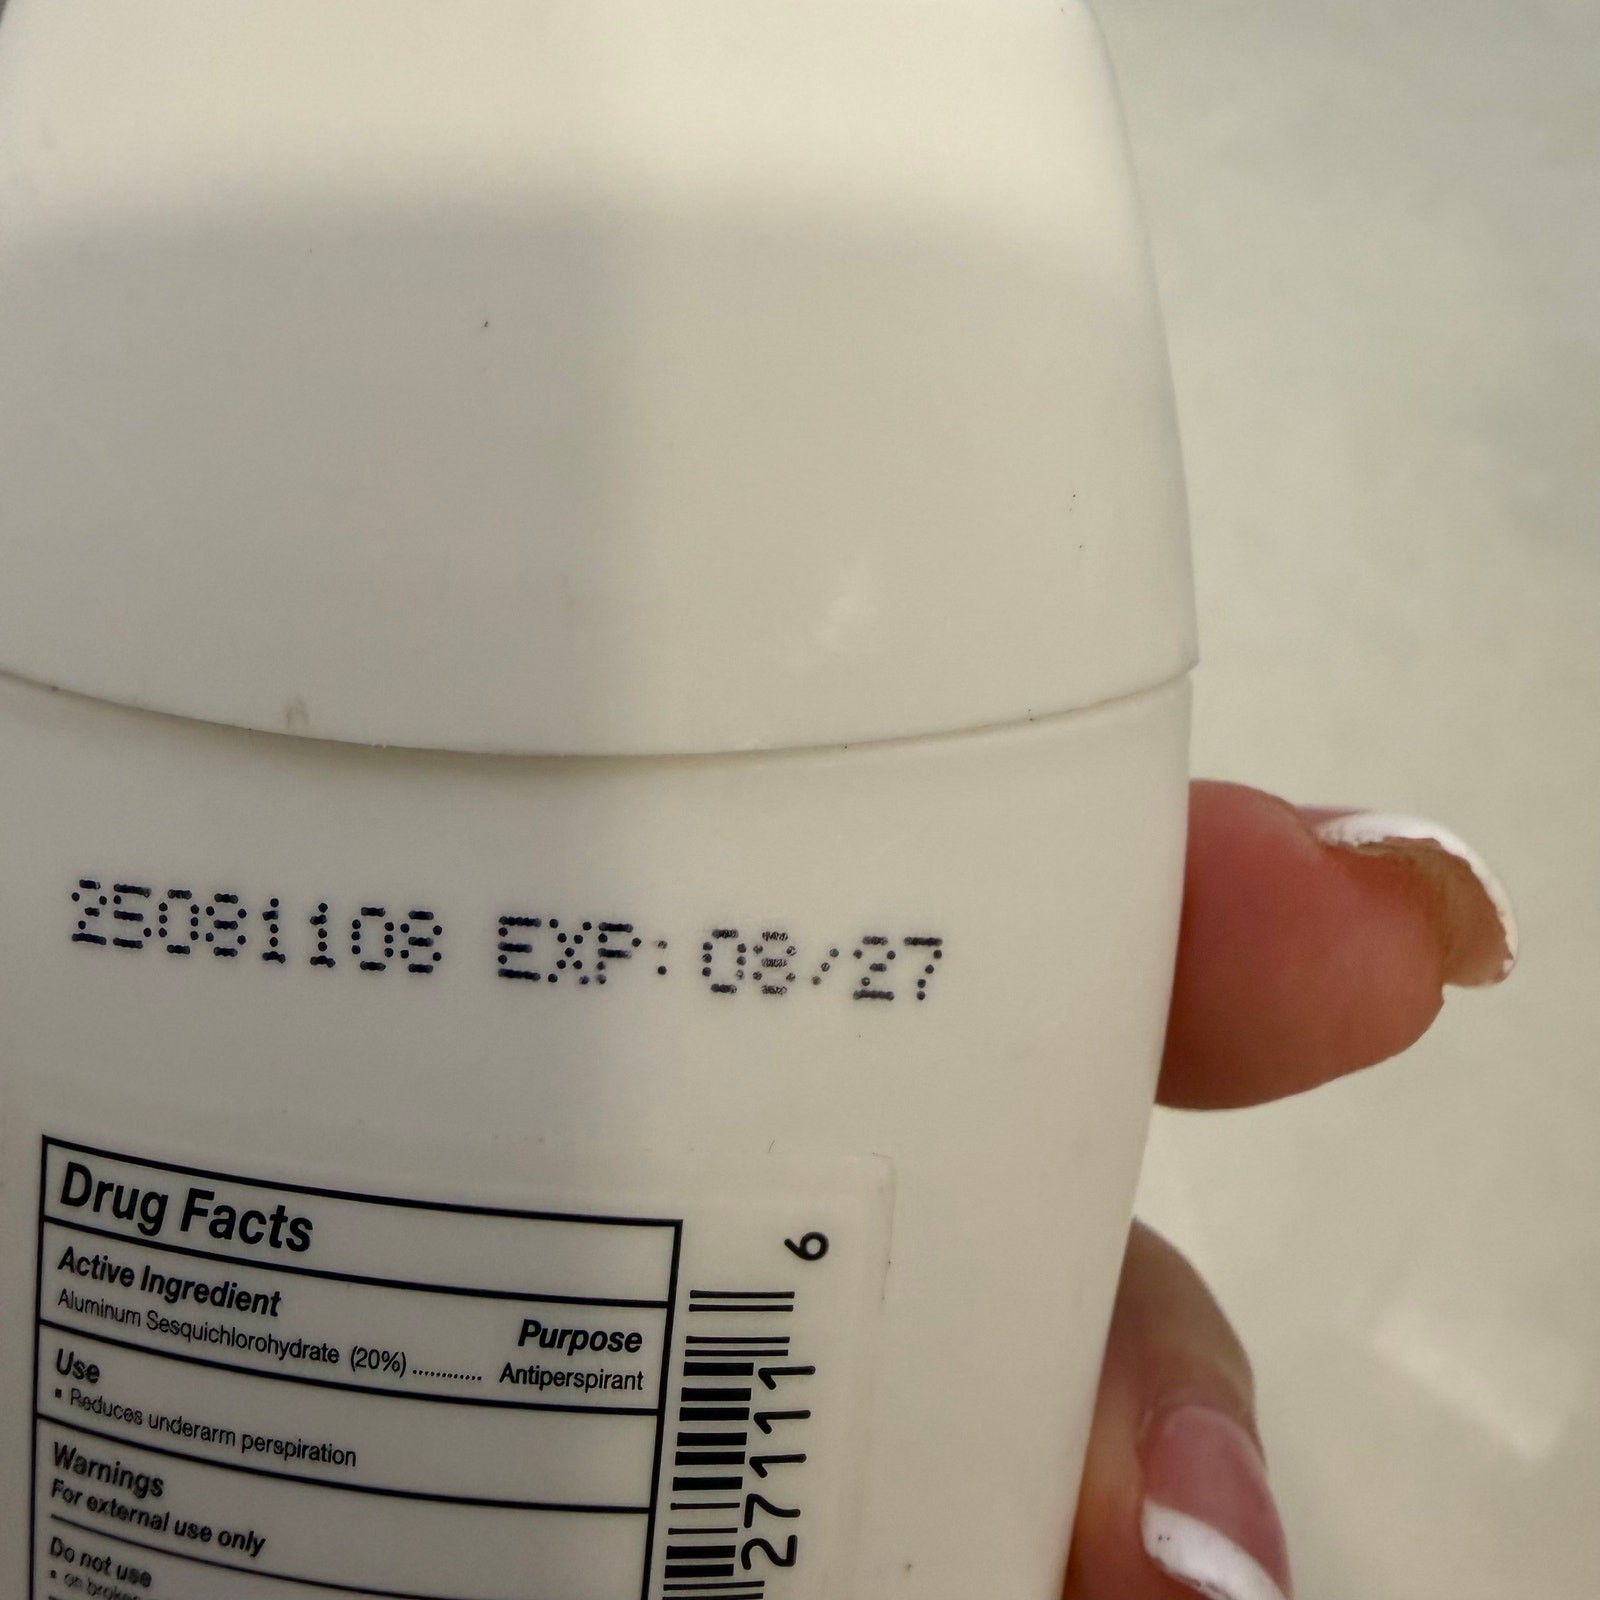 25081108 EXP: 08/27
Drug Facts
Active Ingredient
Purpose
Aluminum Sesquichlorohydrate (20%) ............ Antiperspirant
Use
▪ Reduces underarm perspiration
Warnings
For external use only
Do not use
▪ on
27111 6